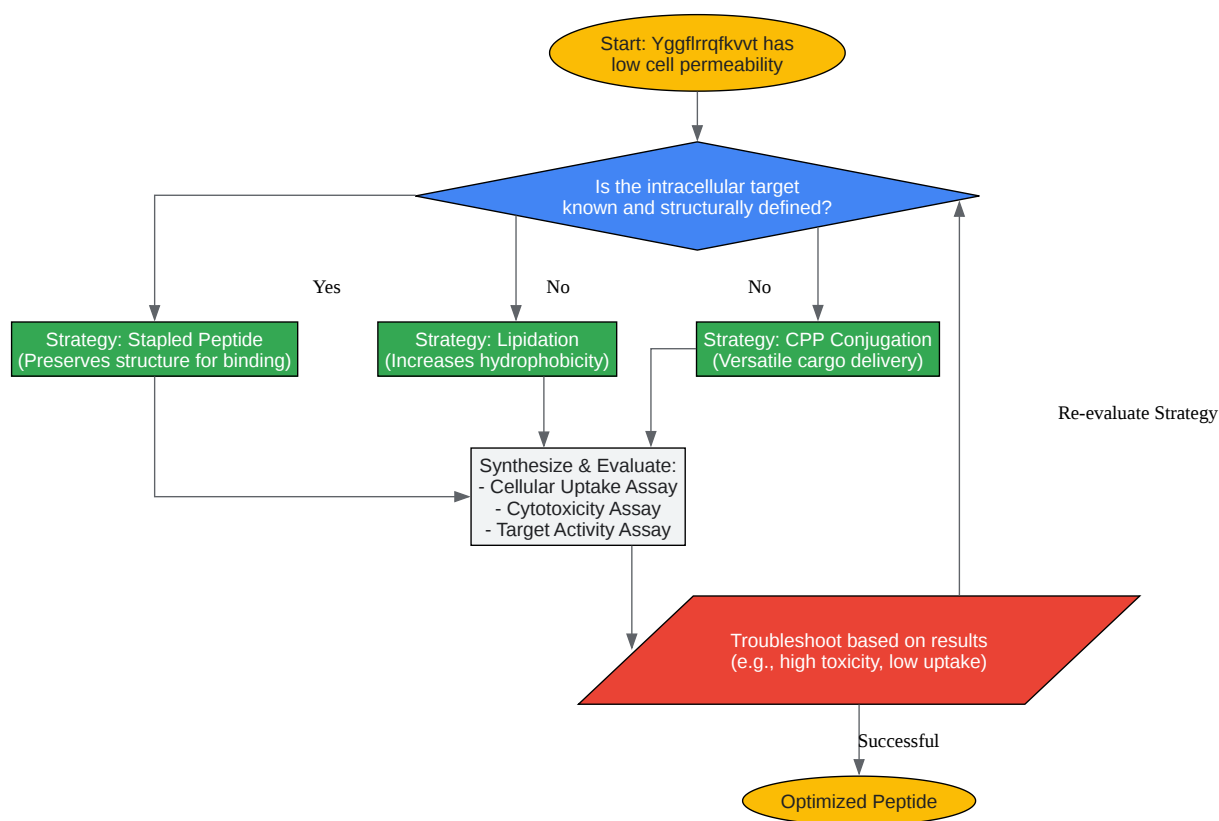 Start: Yggflrrqfkvvt has
low cell permeability
Is the intracellular target
known and structurally defined?
Yes
No
No
Strategy: Stapled Peptide
(Preserves structure for binding)
Strategy: Lipidation
(Increases hydrophobicity)
Strategy: CPP Conjugation
(Versatile cargo delivery)
Re-evaluate Strategy
Synthesize & Evaluate:
- Cellular Uptake Assay
- Cytotoxicity Assay
- Target Activity Assay
Troubleshoot based on results
(e.g., high toxicity, low uptake)
Successful
Optimized Peptide